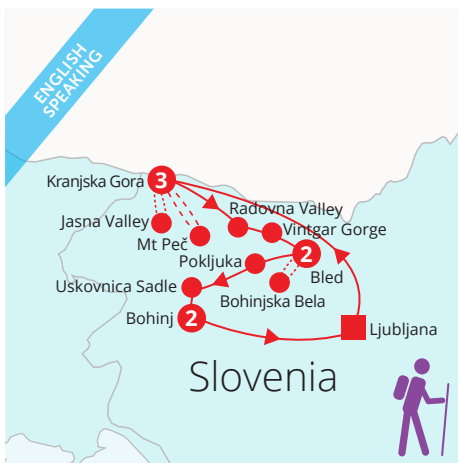 ENGLISH
SPEAKING
Kranjska Gora
3
Jasna Valley
Mt Peč
Radovna Valley
Vintgar Gorge
2
Bled
Pokljuka
Bohinjska Bela
Uskovnica Sadle
Bohinj
2
Ljubljana
Slovenia